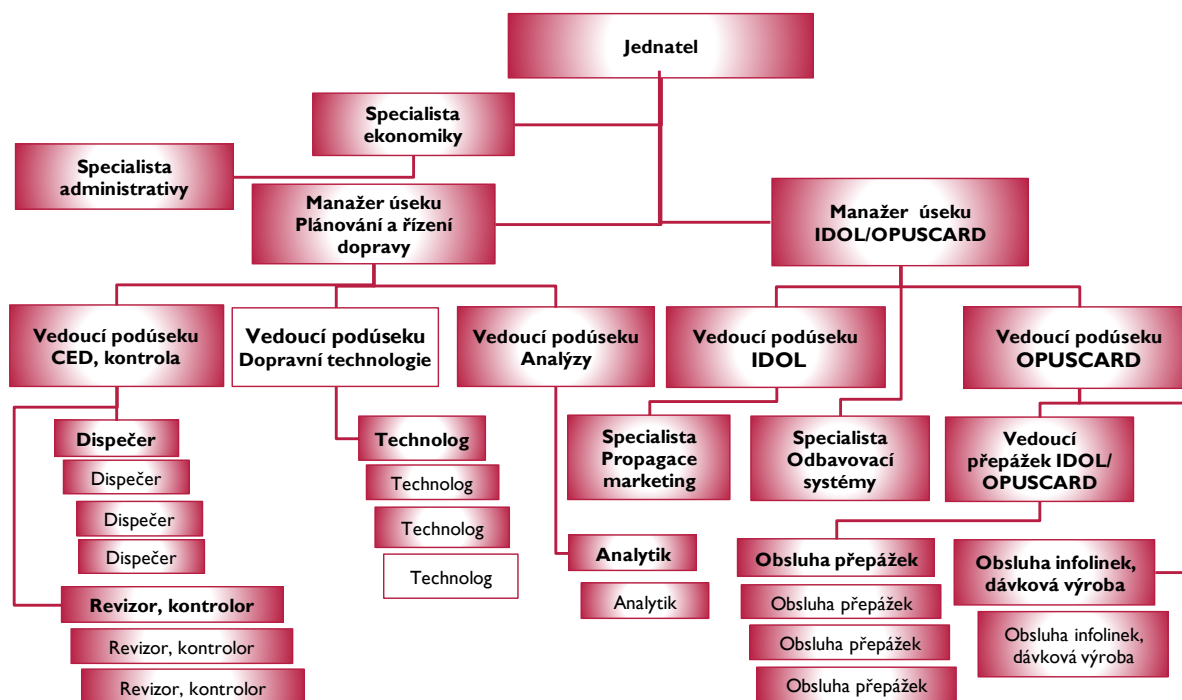 Jednatel
Specialista
ekonomiky
Specialista
administrativy
Manažer úseku
Plánování a řízení
dopravy
Manažer úseku
IDOL/OPUSCARD
Vedoucí podúseku
CED, kontrola
Vedoucí podúseku
Dopravní technologie
Vedoucí podúseku
Analýzy
Vedoucí podúseku
IDOL
Vedoucí podúseku
OPUSCARD
Dispečer
Dispečer
Dispečer
Dispečer
Revizor, kontrolor
Revizor, kontrolor
Revizor, kontrolor
Technolog
Technolog
Technolog
Technolog
Analytik
Analytik
Specialista
Propagace
marketing
Specialista
Odbavovací
systémy
Vedoucí
přepážek IDOL/
OPUSCARD
Obsluha přepážek
Obsluha přepážek
Obsluha přepážek
Obsluha přepážek
Obsluha infolinek,
dávková výroba
Obsluha infolinek,
dávková výroba